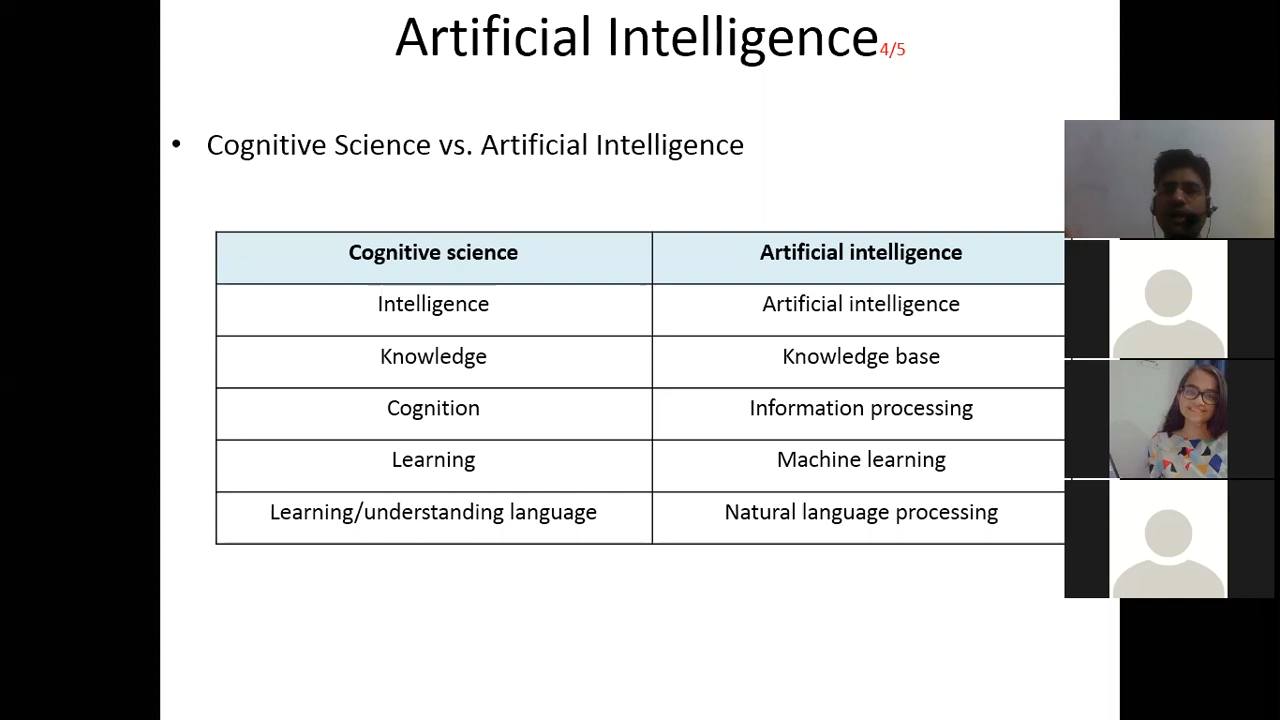 Artificial Intelligence4/5
• Cognitive Science vs. Artificial Intelligence
Cognitive science Artificial intelligence
Intelligence Artificial intelligence
Knowledge Knowledge base
Cognition Information processing
Learning Machine learning
Learning/understanding language Natural language processing